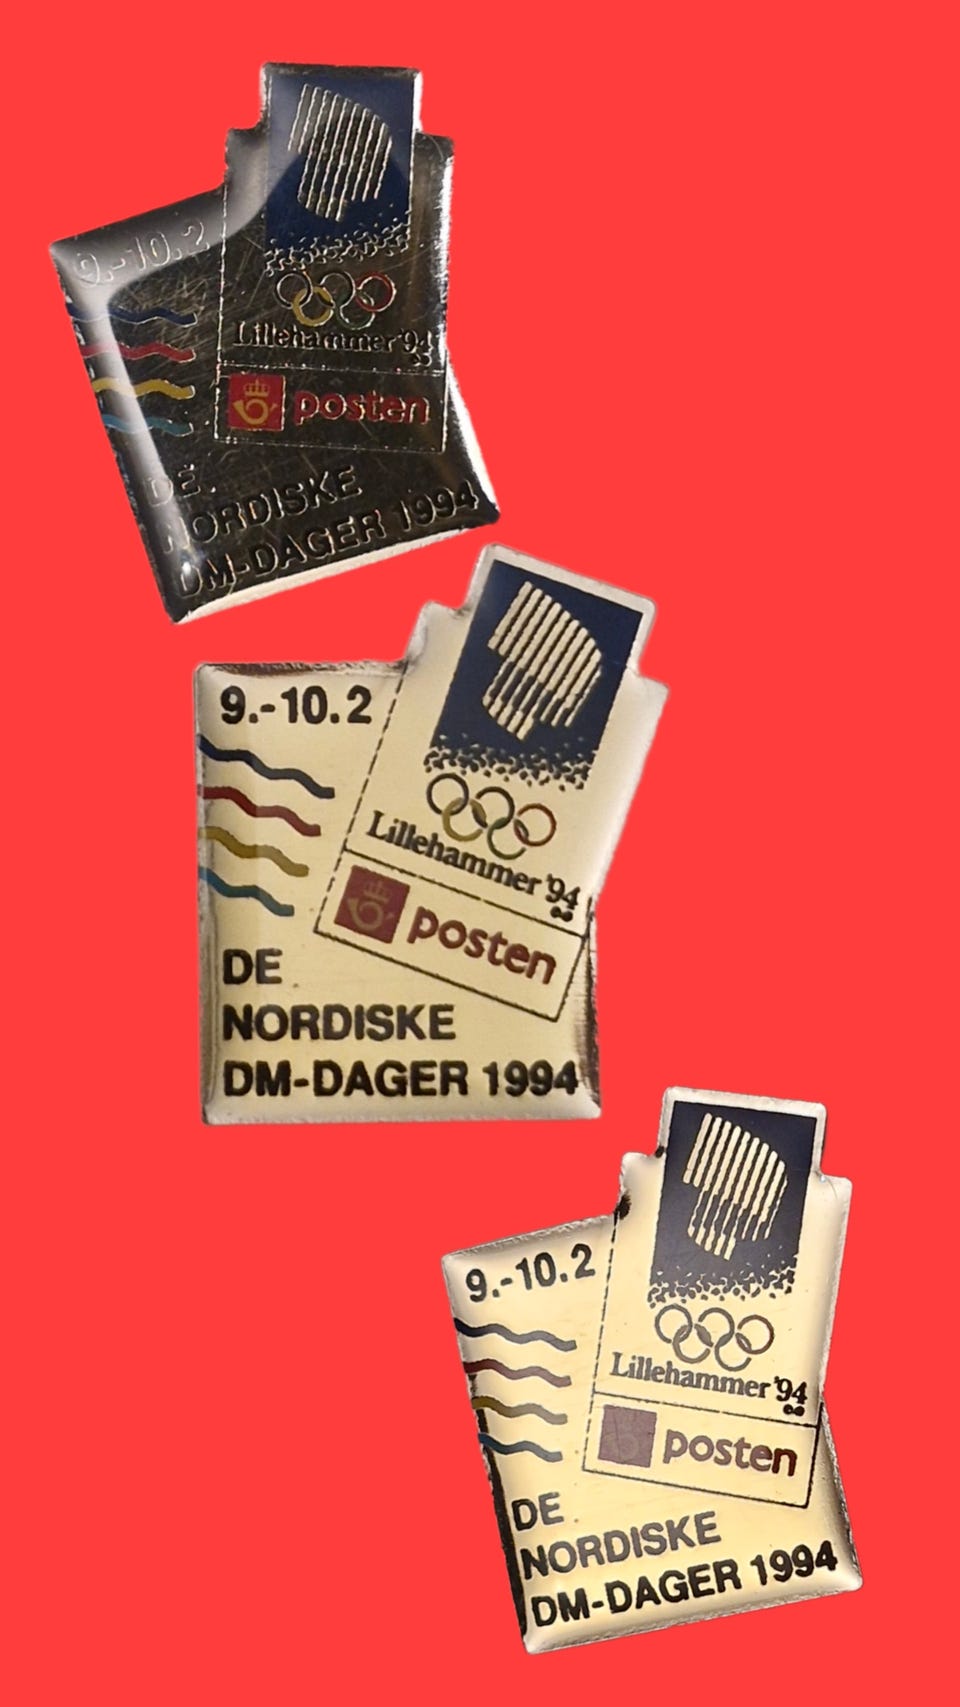 9.-10.2
Lillehammer '94
posten
DE
NORDISKE
DM-DAGER 1994
9.-10.2
Lillehammer '94
posten
DE
NORDISKE
DM-DAGER 1994
9.-10.2
Lillehammer '94
posten
DE
NORDISKE
DM-DAGER 1994